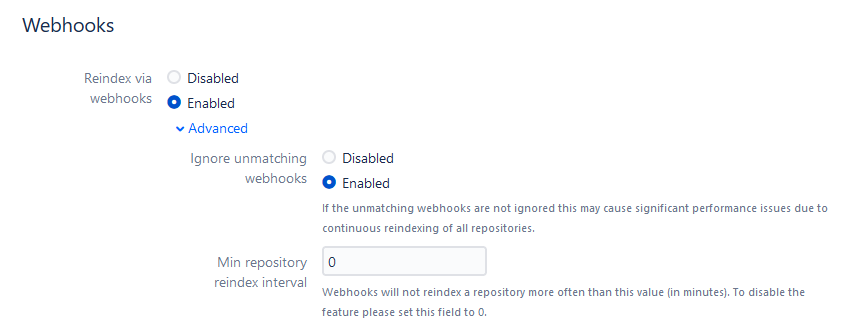 Webhooks
Reindex via
webhooks
Disabled
Enabled
Advanced
Ignore unmatching
webhooks
Disabled
Enabled
If the unmatching webhooks are not ignored this may cause significant performance issues due to
continuous reindexing of all repositories.
Min repository
reindex interval
0
Webhooks will not reindex a repository more often than this value (in minutes). To disable the
feature please set this field to 0.